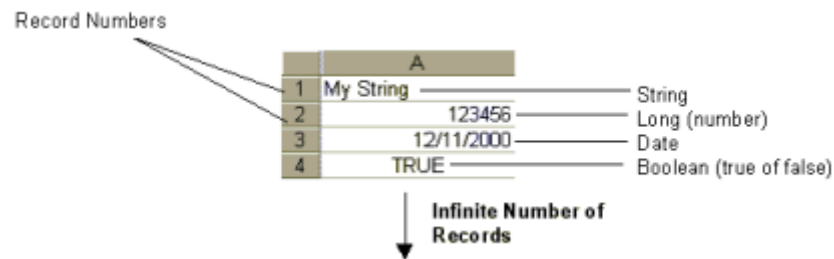 Record Numbers
A
1 My String String
2 123456 Long (number)
3 12/11/2000 Date
4 TRUE Boolean (true of false)
Infinite Number of
Records